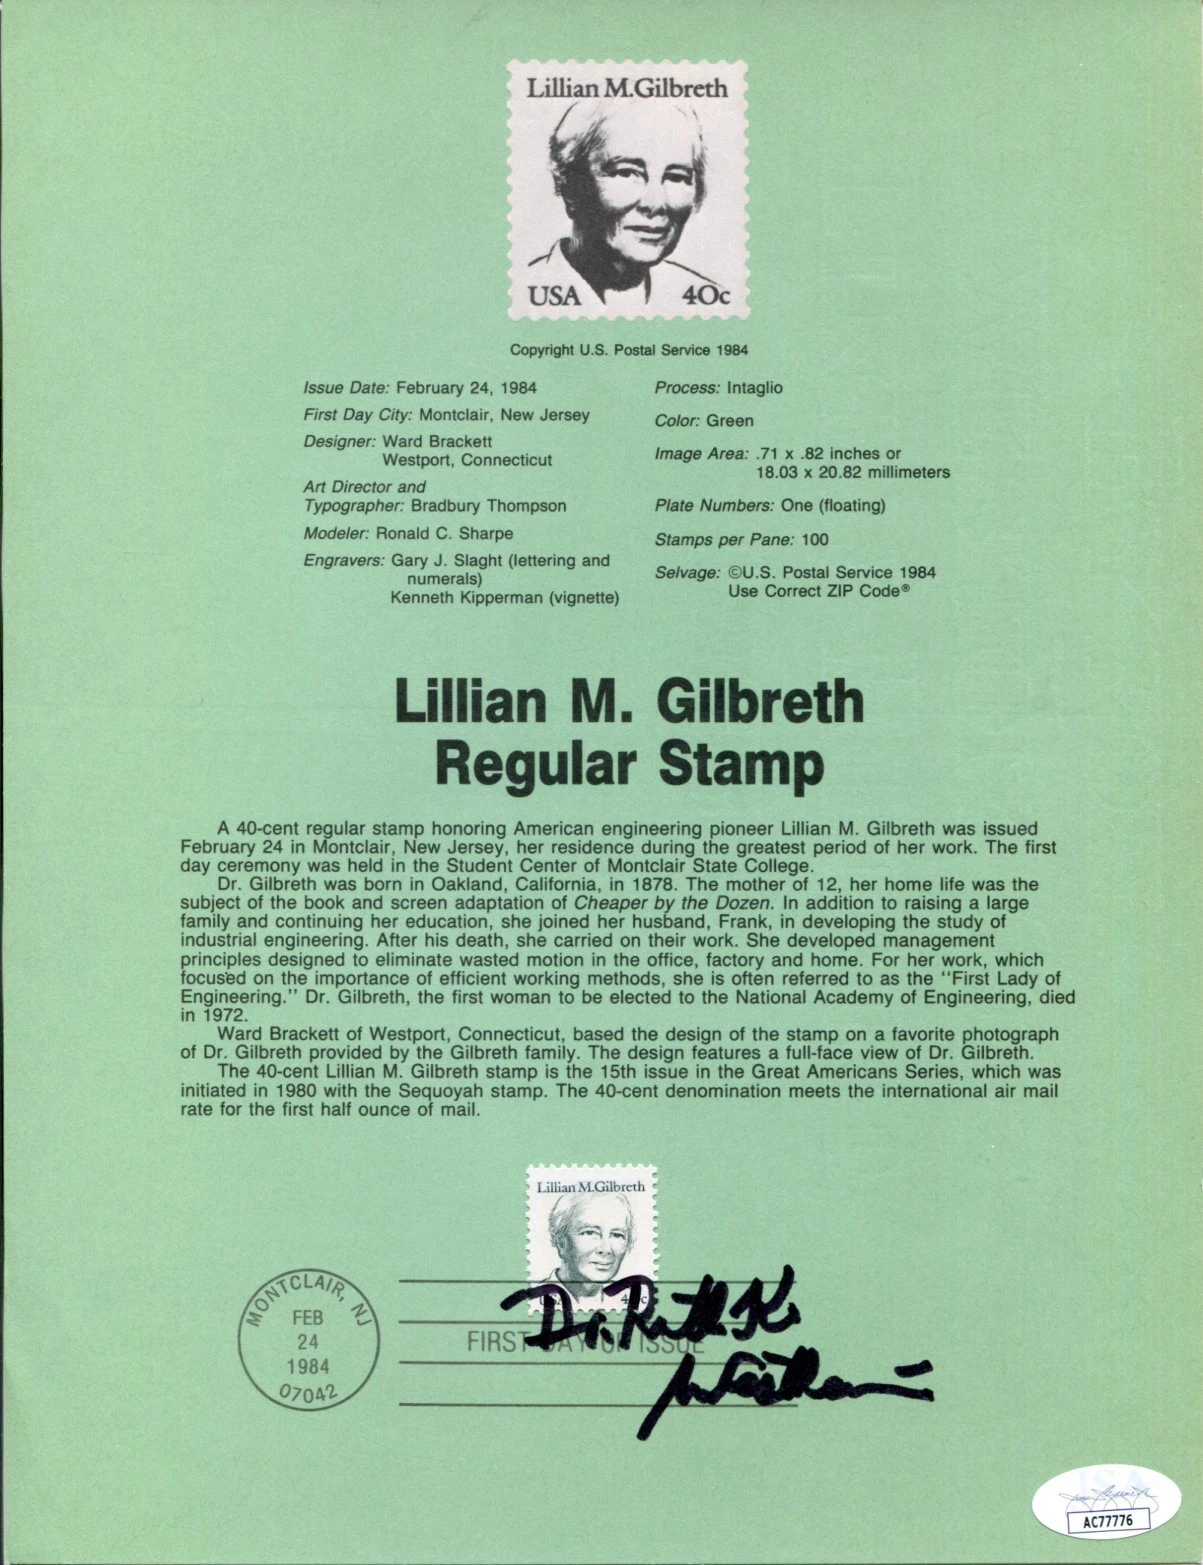 Lillian M.Gilbreth
USA 40c
Copyright U.S. Postal Service 1984
Issue Date: February 24, 1984
First Day City: Montclair, New Jersey
Designer: Ward Brackett
Westport, Connecticut
Art Director and
Typographer: Bradbury Thompson
Modeler: Ronald C. Sharpe
Engravers: Gary J. Slaght (lettering and
numerals)
Kenneth Kipperman (vignette)
Process: Intaglio
Color: Green
Image Area: .71 x .82 inches or
18.03 x 20.82 millimeters
Plate Numbers: One (floating)
Stamps per Pane: 100
Selvage: ©U.S. Postal Service 1984
Use Correct ZIP Code®
Lillian M. Gilbreth
Regular Stamp
A 40-cent regular stamp honoring American engineering pioneer Lillian M. Gilbreth was issued
February 24 in Montclair, New Jersey, her residence during the greatest period of her work. The first
day ceremony was held in the Student Center of Montclair State College.
Dr. Gilbreth was born in Oakland, California, in 1878. The mother of 12, her home life was the
subject of the book and screen adaptation of Cheaper by the Dozen. In addition to raising a large
family and continuing her education, she joined her husband, Frank, in developing the study of
industrial engineering. After his death, she carried on their work. She developed management
principles designed to eliminate wasted motion in the office, factory and home. For her work, which
focused on the importance of efficient working methods, she is often referred to as the "First Lady of
Engineering." Dr. Gilbreth, the first woman to be elected to the National Academy of Engineering, died
in 1972.
Ward Brackett of Westport, Connecticut, based the design of the stamp on a favorite photograph
of Dr. Gilbreth provided by the Gilbreth family. The design features a full-face view of Dr. Gilbreth.
The 40-cent Lillian M. Gilbreth stamp is the 15th issue in the Great Americans Series, which was
initiated in 1980 with the Sequoyah stamp. The 40-cent denomination meets the international air mail
rate for the first half ounce of mail.
Lillian M.Gilbreth
USA 40c
MONTCLAIR, NJ
FEB
24
1984
07042
FIRST DAY OF ISSUE
Dr. Ruth K.
JSA
AC77776